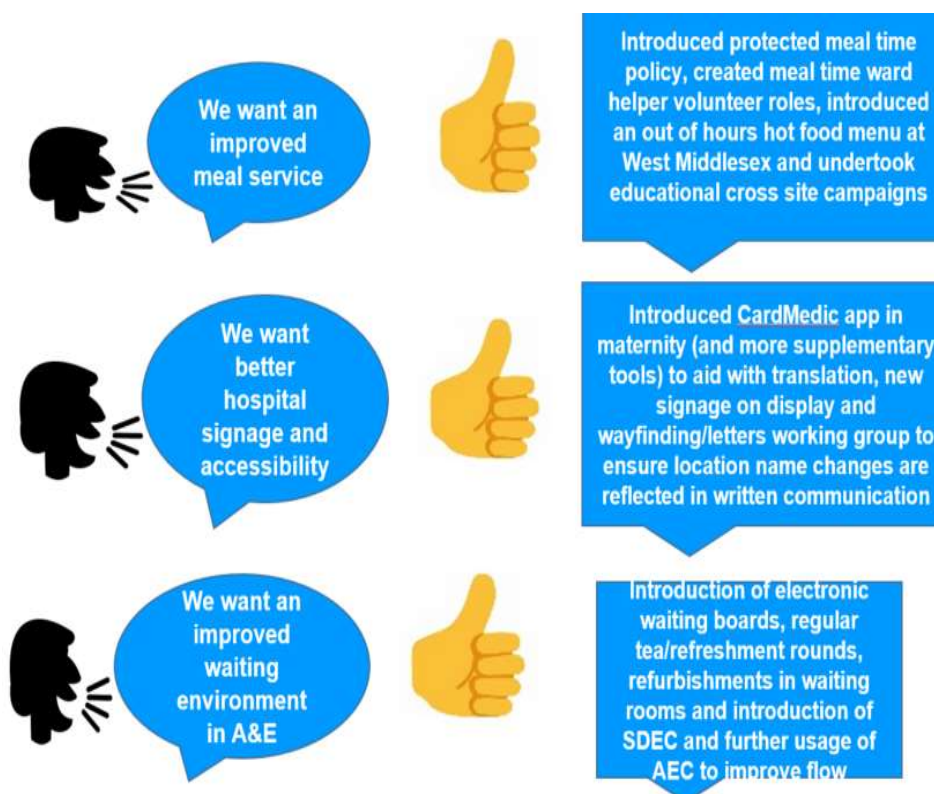 We want an
improved
meal service
Introduced protected meal time
policy, created meal time ward
helper volunteer roles, introduced
an out of hours hot food menu at
West Middlesex and undertook
educational cross site campaigns
We want
better
hospital
signage and
accessibility
Introduced CardMedic app in
maternity (and more supplementary
tools) to aid with translation, new
signage on display and
wayfinding/letters working group to
ensure location name changes are
reflected in written communication
We want an
improved
waiting
environment
in A&E
Introduction of electronic
waiting boards, regular
tea/refreshment rounds,
refurbishments in waiting
rooms and introduction of
SDEC and further usage of
AEC to improve flow